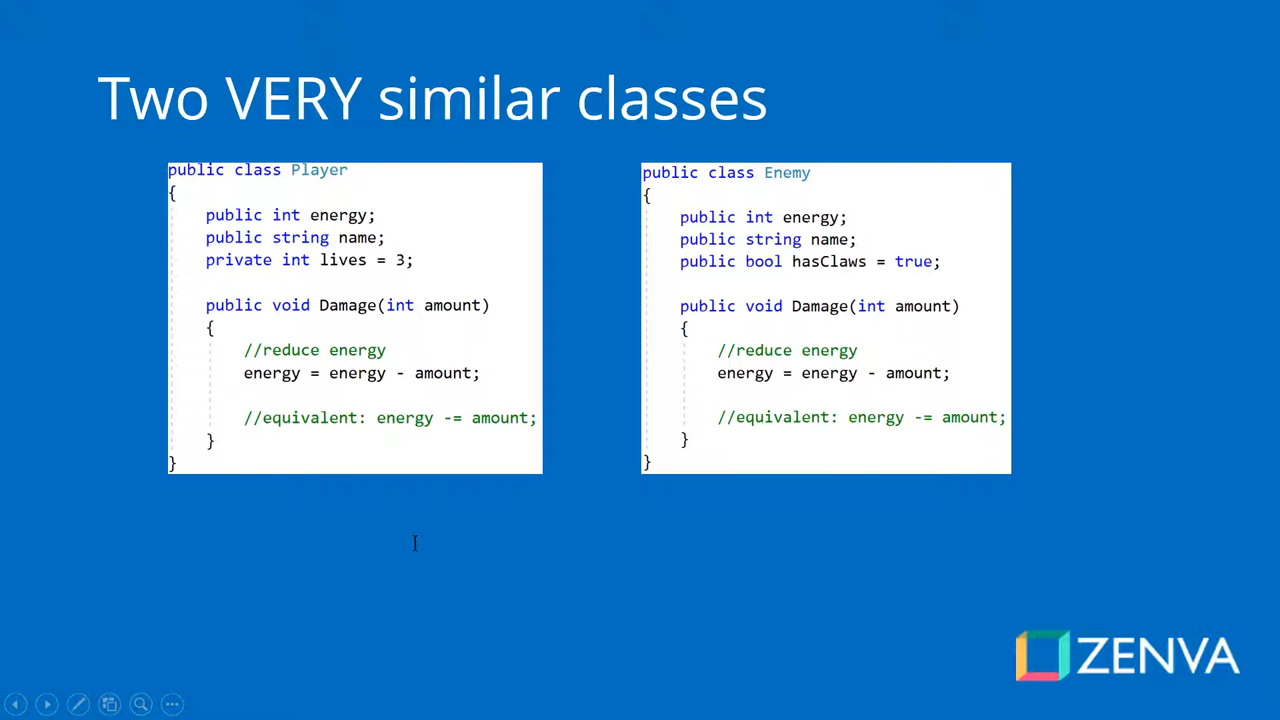 Two VERY similar classes
public class Player
{
public int energy;
public string name;
private int lives = 3;
public void Damage(int amount)
{
//reduce energy
energy = energy - amount;
//equivalent: energy -= amount;
}
}
public class Enemy
{
public int energy;
public string name;
public bool hasClaws = true;
public void Damage(int amount)
{
//reduce energy
energy = energy - amount;
//equivalent: energy -= amount;
}
}
ZENVA